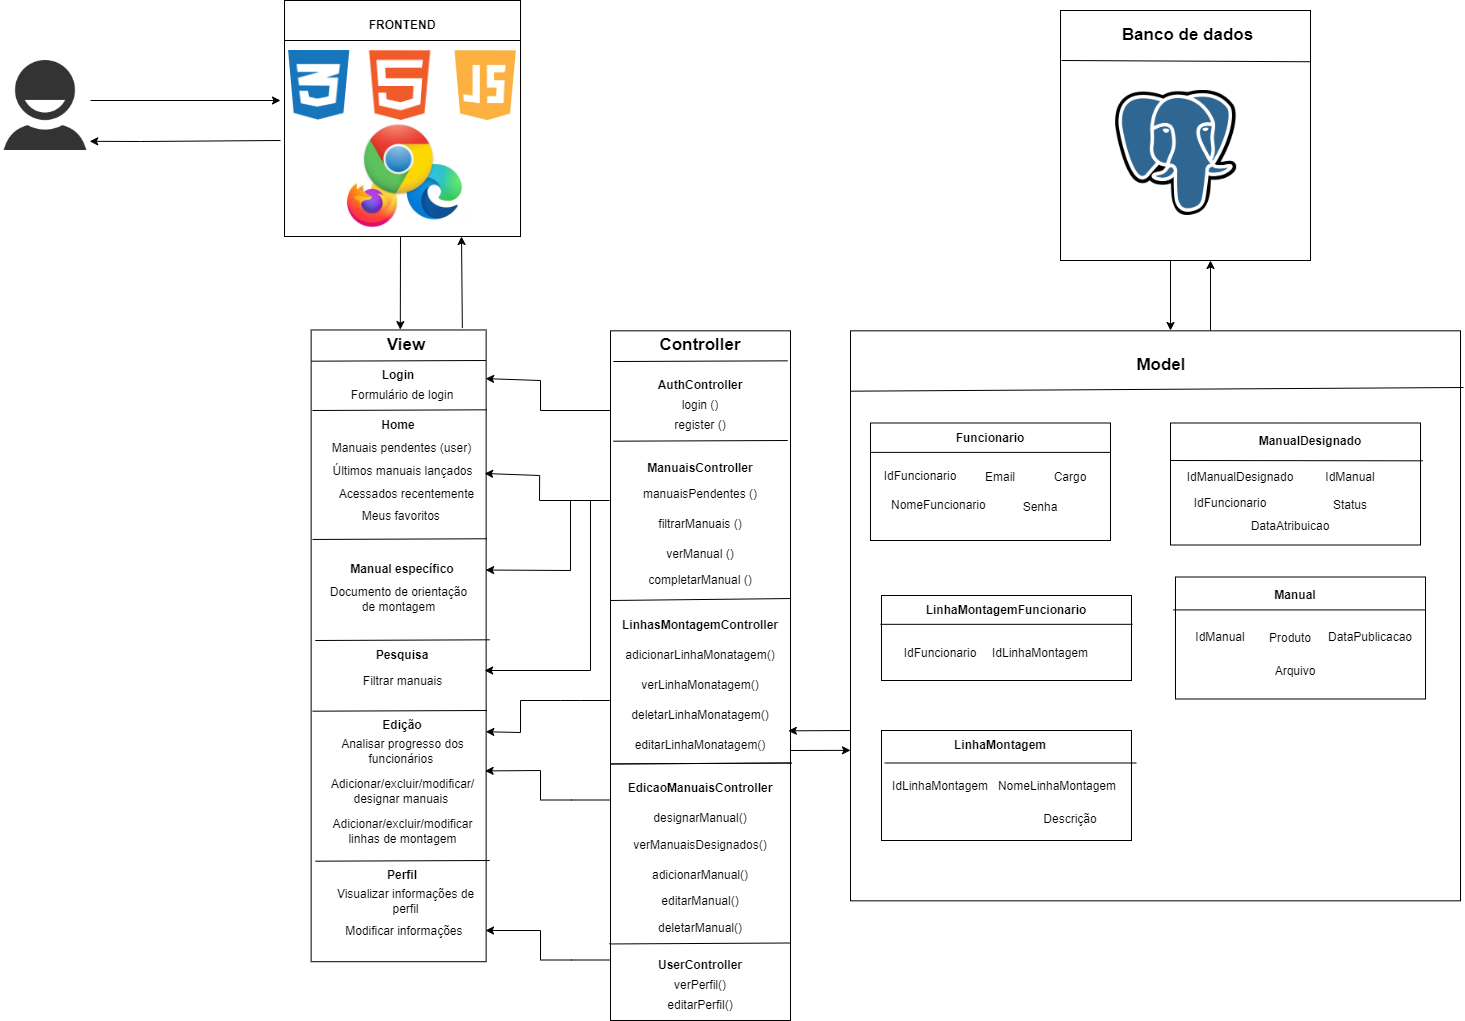 FRONTEND
3
5
JS
Banco de dados
View
Login
Formulário de login
Home
Manuais pendentes (user)
Últimos manuais lançados
Acessados recentemente
Meus favoritos
Manual específico
Documento de orientação
de montagem
Pesquisa
Filtrar manuais
Edição
Analisar progresso dos
funcionários
Adicionar/excluir/modificar/
designar manuais
Adicionar/excluir/modificar
linhas de montagem
Perfil
Visualizar informações de
perfil
Modificar informações
Controller
AuthController
login ()
register ()
ManuaisController
manuaisPendentes ()
filtrarManuais ()
verManual ()
completarManual ()
LinhasMontagemController
adicionarLinhaMonatagem()
verLinhaMonatagem()
deletarLinhaMonatagem()
editarLinhaMonatagem()
EdicaoManuaisController
designarManual()
verManuaisDesignados()
adicionarManual()
editarManual()
deletarManual()
UserController
verPerfil()
editarPerfil()
Model
Funcionario
IdFuncionario Email Cargo
NomeFuncionario Senha
ManualDesignado
IdManualDesignado IdManual
IdFuncionario Status
DataAtribuicao
LinhaMontagemFuncionario
IdFuncionario IdLinhaMontagem
Manual
IdManual Produto DataPublicacao
Arquivo
LinhaMontagem
IdLinhaMontagem NomeLinhaMontagem
Descrição